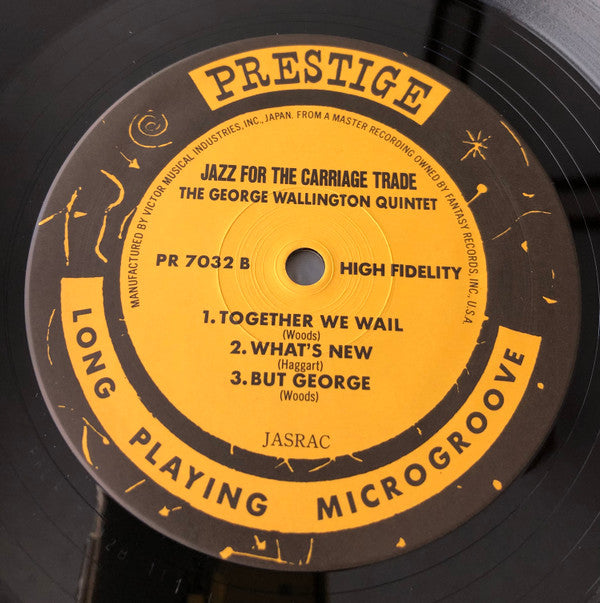 PRESTIGE
MANUFACTURED BY VICTOR MUSICAL INDUSTRIES, INC., JAPAN. FROM A MASTER RECORDING OWNED BY FANTASY RECORDS, INC., U.S.A.
JAZZ FOR THE CARRIAGE TRADE
THE GEORGE WALLINGTON QUINTET
PR 7032 B
HIGH FIDELITY
1. TOGETHER WE WAIL
(Woods)
2. WHAT'S NEW
(Haggart)
3. BUT GEORGE
(Woods)
JASRAC
LONG PLAYING MICROGROOVE